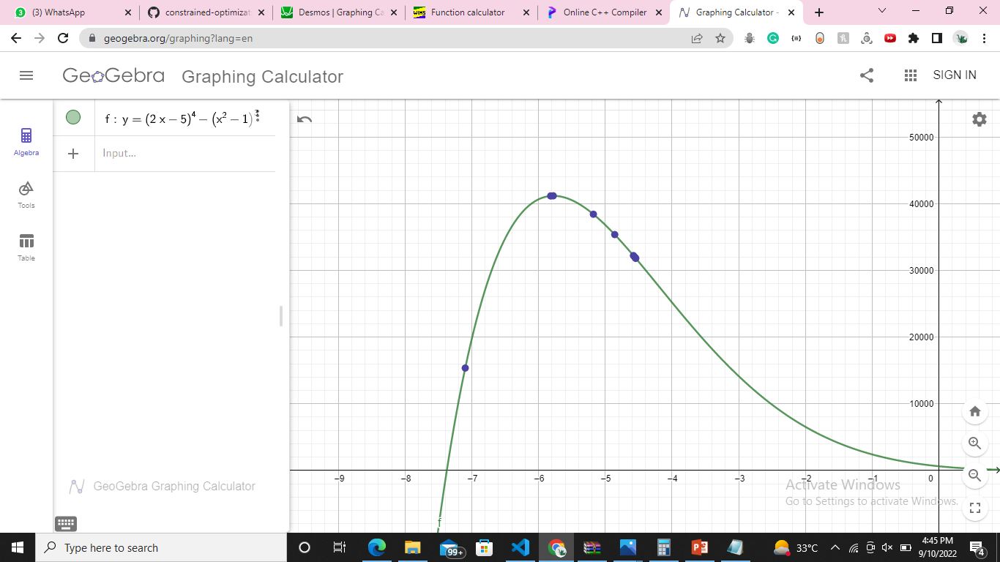 (3) WhatsApp
constrained-optimizat
Desmos | Graphing Ca
WIMS Function calculator
Online C++ Compiler
Graphing Calculator -
geogebra.org/graphing?lang=en
GeoGebra Graphing Calculator
SIGN IN
f : y = (2 x − 5)⁴ − (x² − 1)³
Algebra
Input...
Tools
Table
50000
40000
30000
20000
10000
−9 −8 −7 −6 −5 −4 −3 −2 −1 0
f
GeoGebra Graphing Calculator
Activate Windows
Go to Settings to activate Windows.
Type here to search
99+
33°C
4:45 PM
9/10/2022
4